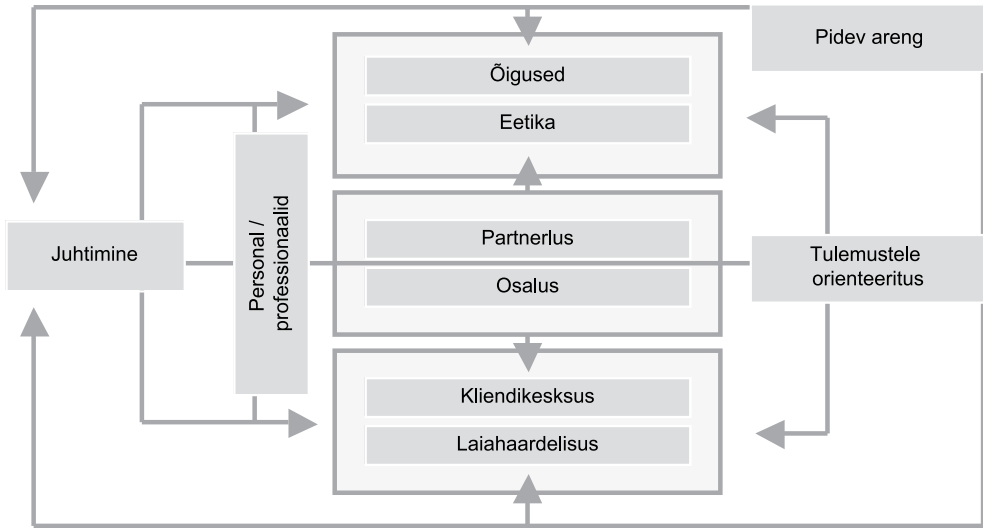 Pidev areng
Õigused
Eetika
Juhtimine
Personal /
professionaalid
Partnerlus
Osalus
Tulemustele
orienteeritus
Kliendikesksus
Laiahaardelisus